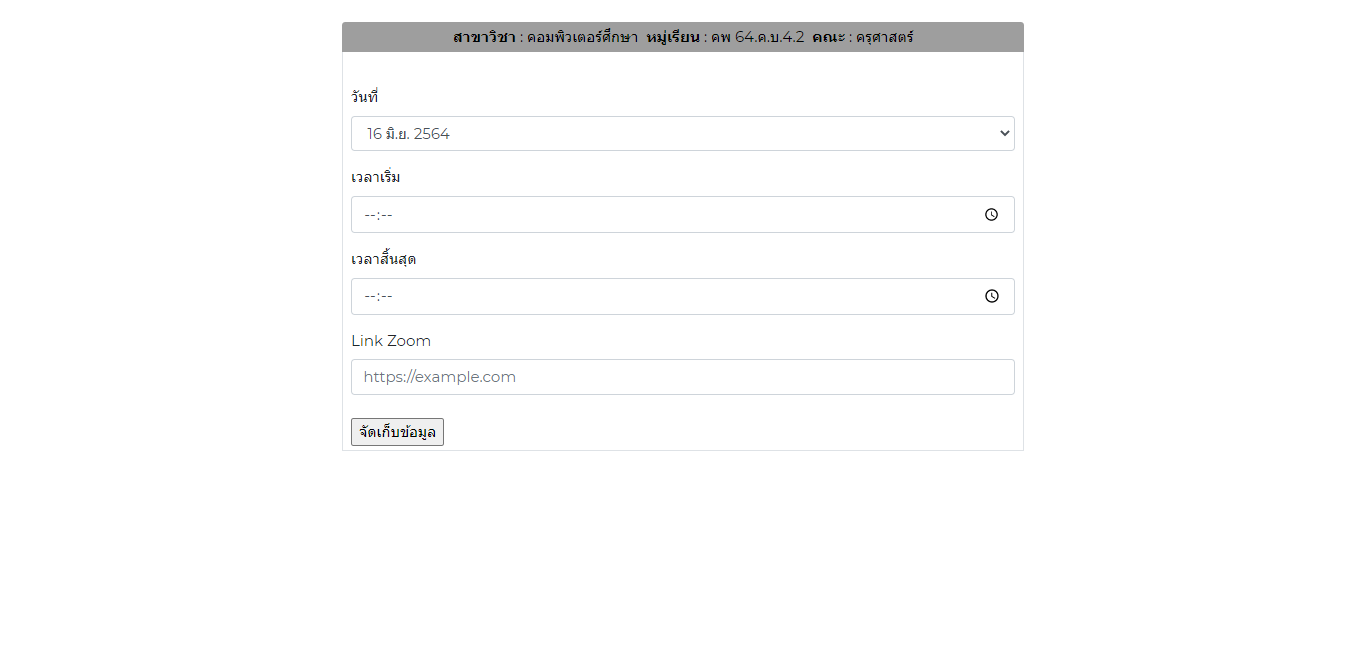 สาขาวิชา : คอมพิวเตอร์ศึกษา หมู่เรียน : คพ 64.ค.บ.4.2 คณะ : ครุศาสตร์
วันที่
16 มิ.ย. 2564
เวลาเริ่ม
--:--
เวลาสิ้นสุด
--:--
Link Zoom
https://example.com
จัดเก็บข้อมูล